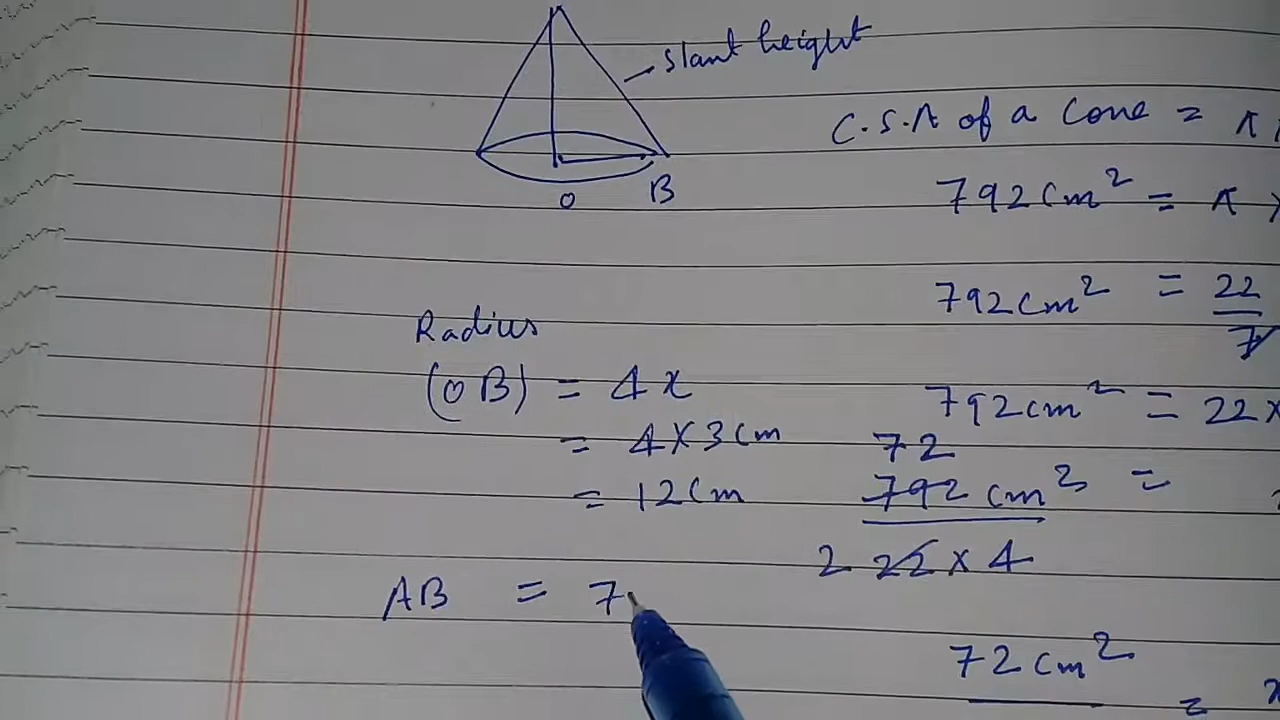 slant height
O B
Radius
(OB) = 4x
= 4 X 3 cm
= 12 Cm
AB = 7
C.S.A of a Cone = π
792 cm² = π ×
792 cm² = 22
7
792 cm² = 22 ×
72
792 cm² =
2 22 × 4
72 cm² =